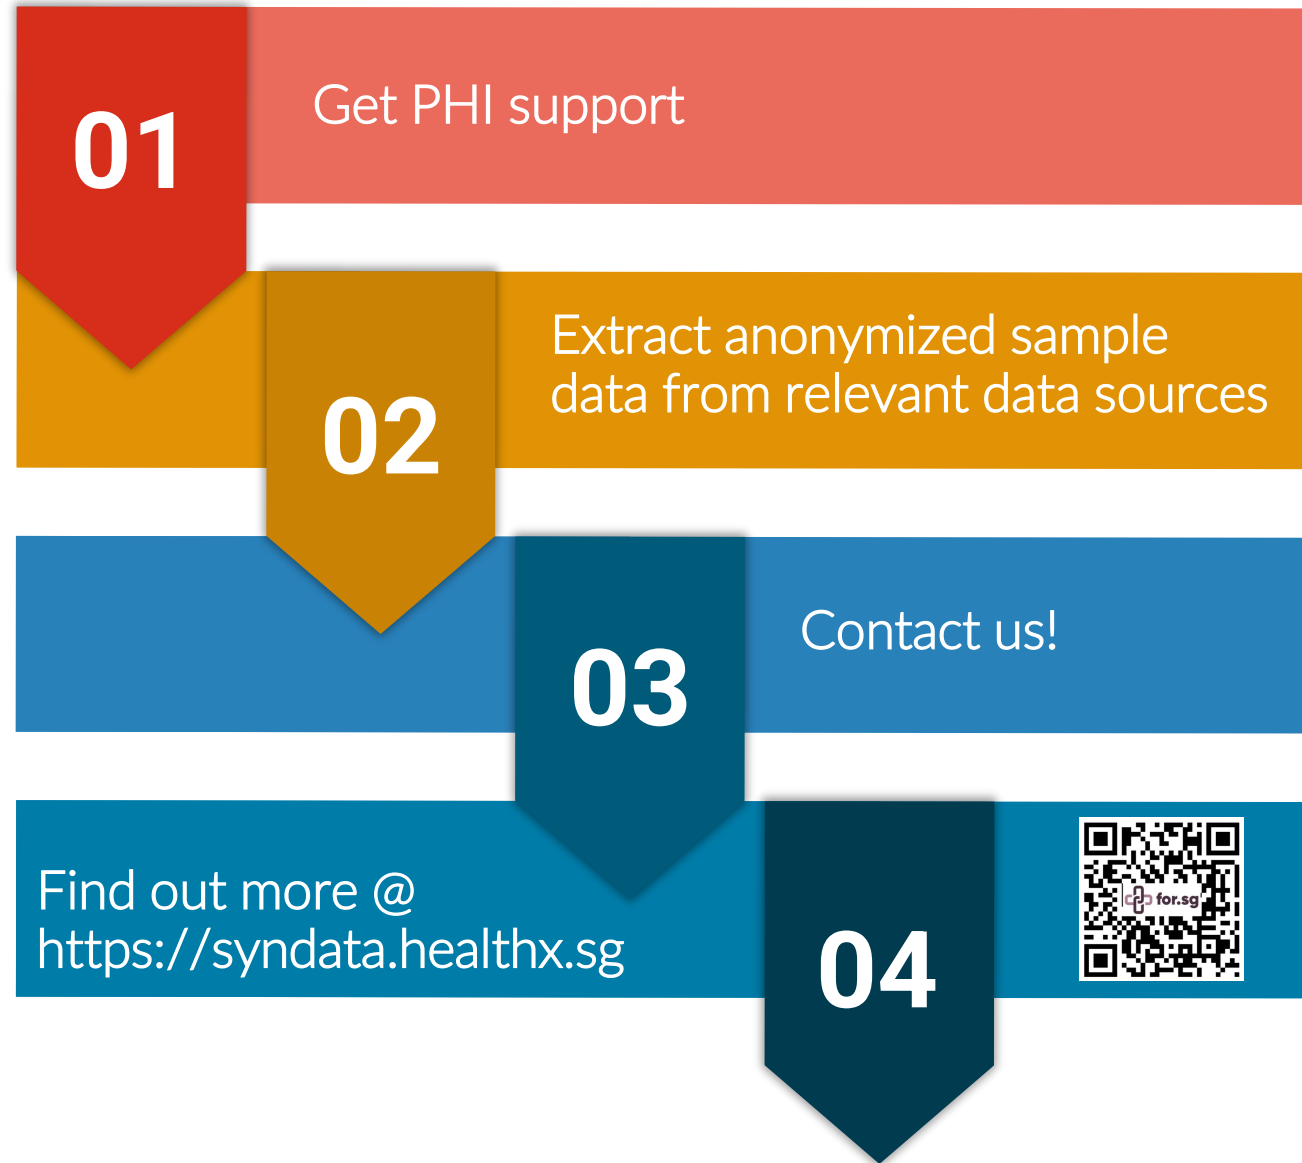 01
Get PHI support
02
Extract anonymized sample
data from relevant data sources
03
Contact us!
04
Find out more @
https://syndata.healthx.sg
for.sg